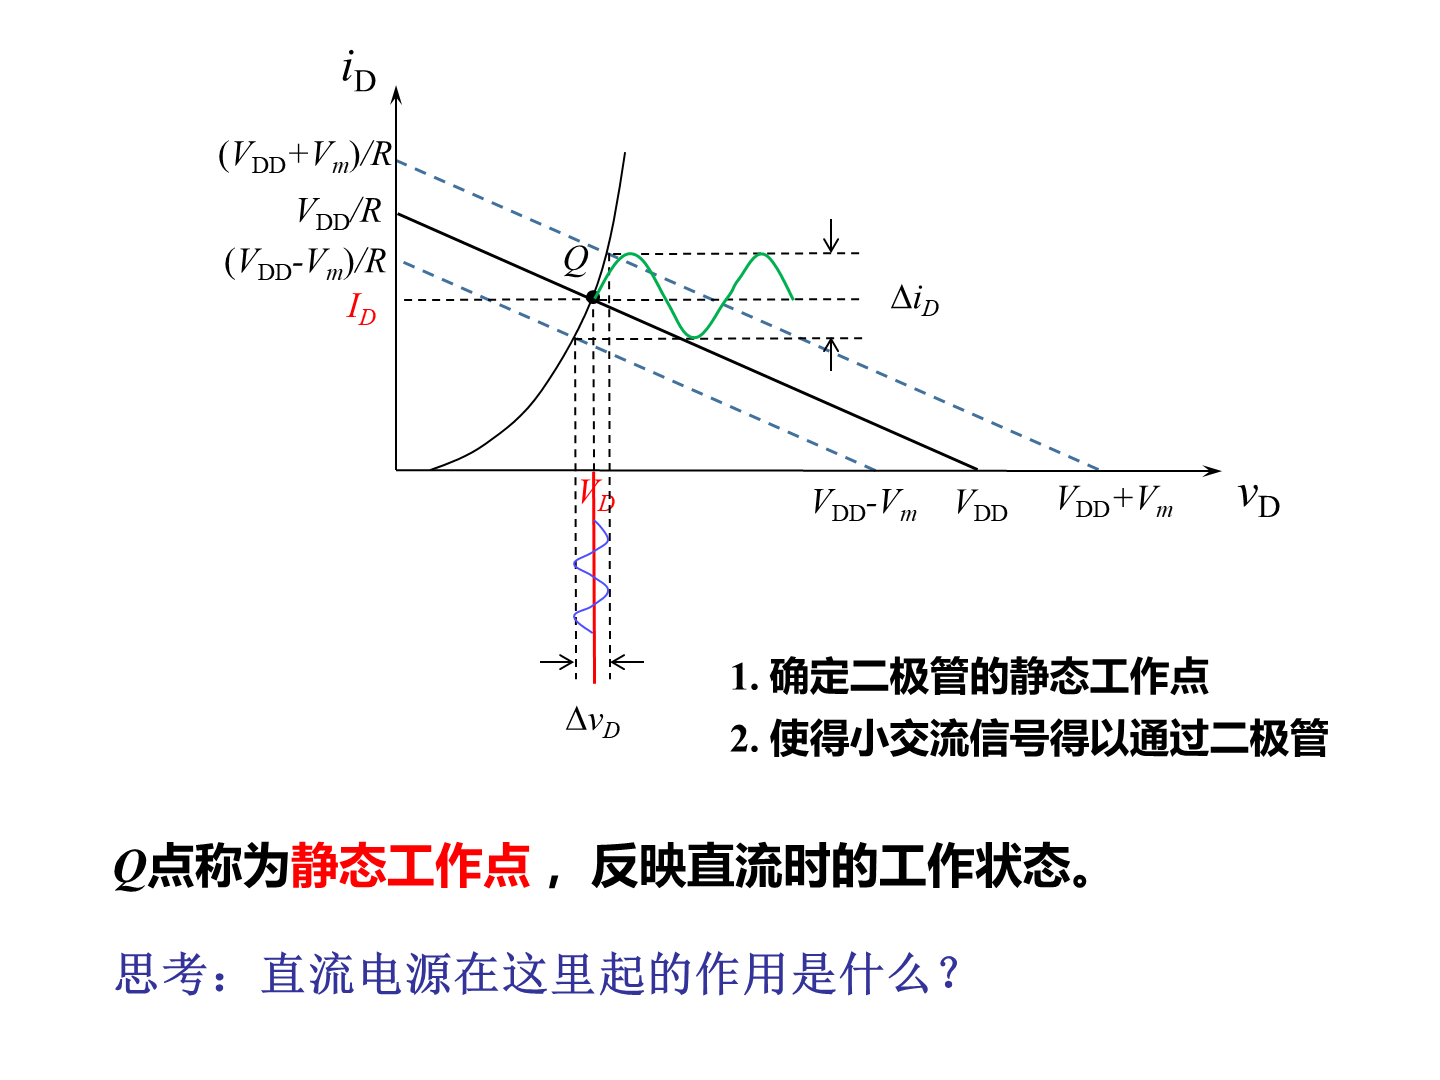 iD
(VDD+Vm)/R
VDD/R
(VDD-Vm)/R
Q
ID
ΔiD
VD
VDD-Vm
VDD
VDD+Vm
vD
ΔvD
1. 确定二极管的静态工作点
2. 使得小交流信号得以通过二极管
Q点称为静态工作点 ，反映直流时的工作状态。
思考：直流电源在这里起的作用是什么？